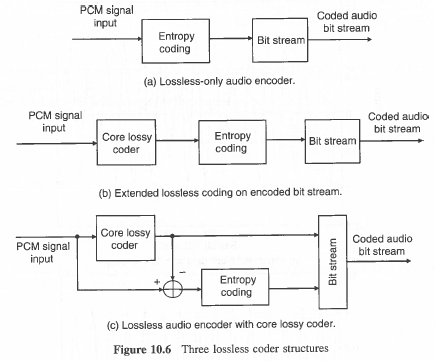 PCM signal
input
Entropy
coding
Bit stream
Coded audio
bit stream
(a) Lossless-only audio encoder.
PCM signal
input
Core lossy
coder
Entropy
coding
Bit stream
Coded audio
bit stream
(b) Extended lossless coding on encoded bit stream.
PCM signal
input
Core lossy
coder
+
−
Entropy
coding
Bit stream
Coded audio
bit stream
(c) Lossless audio encoder with core lossy coder.
Figure 10.6 Three lossless coder structures